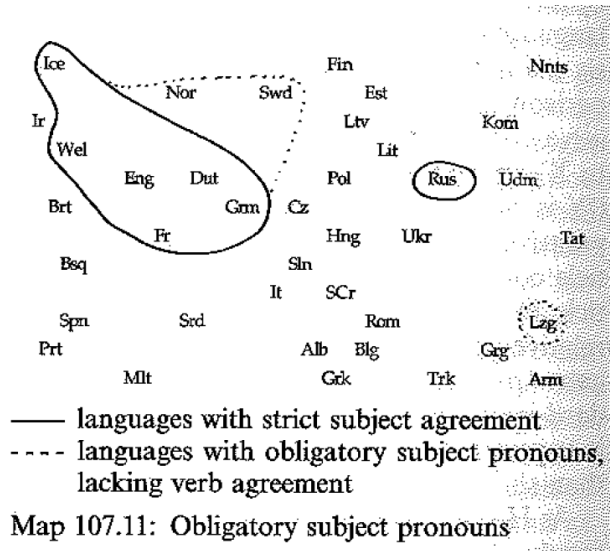 Ice Fin Nnts
Nor Swd Est
Ir Ltv Kom
Wel Lit
Eng Dut Pol Rus Udm
Brt Grm Cz
Fr Hng Ukr Tat
Bsq Sln
It SCr
Spn Srd Rom Lzg
Prt Alb Blg Grg
Mlt Grk Trk Arm
languages with strict subject agreement
languages with obligatory subject pronouns,
lacking verb agreement
Map 107.11: Obligatory subject pronouns